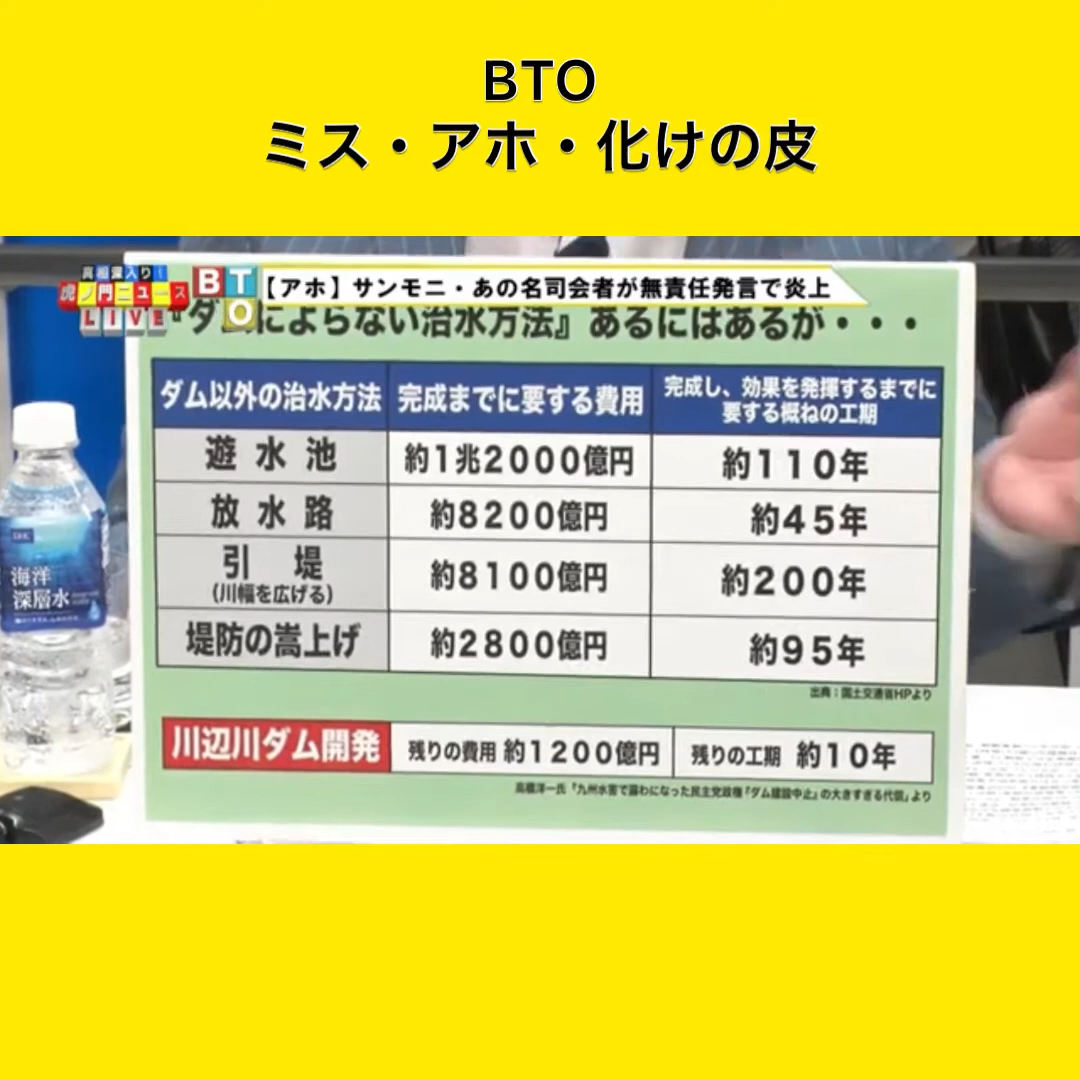 BTO
ミス・アホ・化けの皮
真相深入り!
虎ノ門ニュース
LIVE
BTO
【アホ】サンモニ・あの名司会者が無責任発言で炎上
『ダムによらない治水方法』あるにはあるが・・・
ダム以外の治水方法 完成までに要する費用 完成し、効果を発揮するまでに
要する概ねの工期
遊水池 約1兆2000億円 約110年
放水路 約8200億円 約45年
引堤
(川幅を広げる) 約8100億円 約200年
堤防の嵩上げ 約2800億円 約95年
出典:国土交通省HPより
川辺川ダム開発 残りの費用 約1200億円 残りの工期 約10年
高橋洋一氏「九州水害で露わになった民主党政権『ダム建設中止』の大きすぎる代償」より
DHC
海洋
深層水